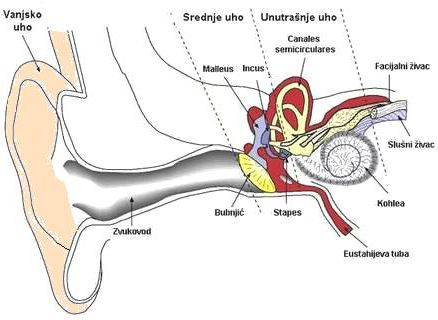 Vanjsko
uho
Srednje uho
Unutrašnje uho
Canales
semicirculares
Malleus
Incus
Facijalni živac
Slušni živac
Kohlea
Bubnjić
Stapes
Zvukovod
Eustahijeva tuba